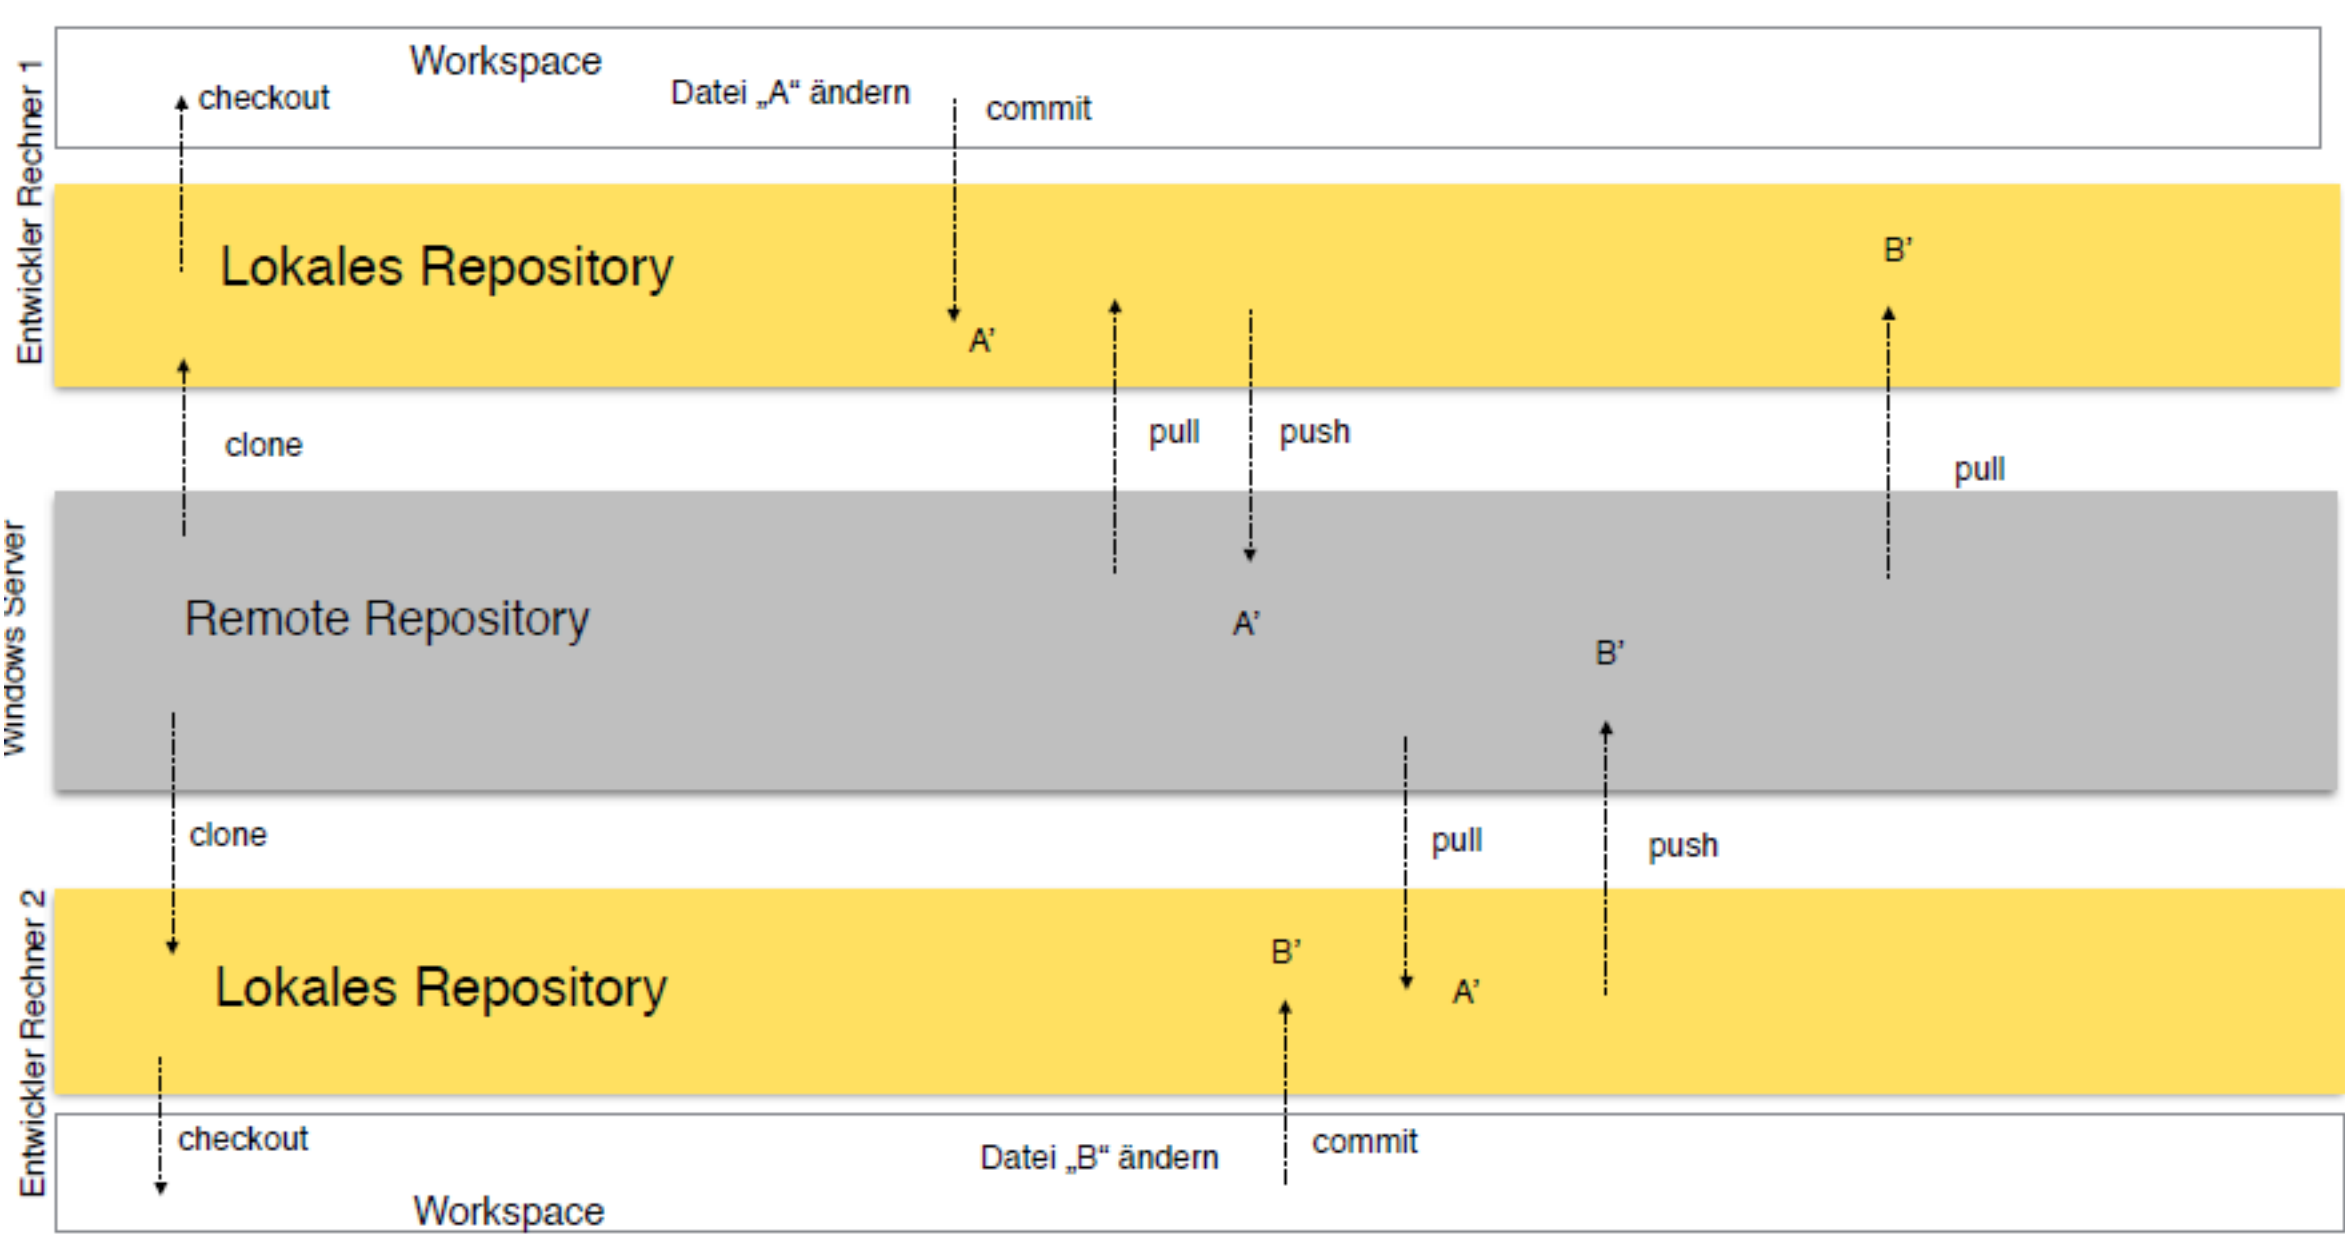 Entwickler Rechner 1
Workspace
checkout
Datei „A“ ändern
commit
Lokales Repository
A’
B’
clone
pull
push
pull
Windows Server
Remote Repository
A’
B’
clone
pull
push
Entwickler Rechner 2
Lokales Repository
B’
A’
checkout
Datei „B“ ändern
commit
Workspace